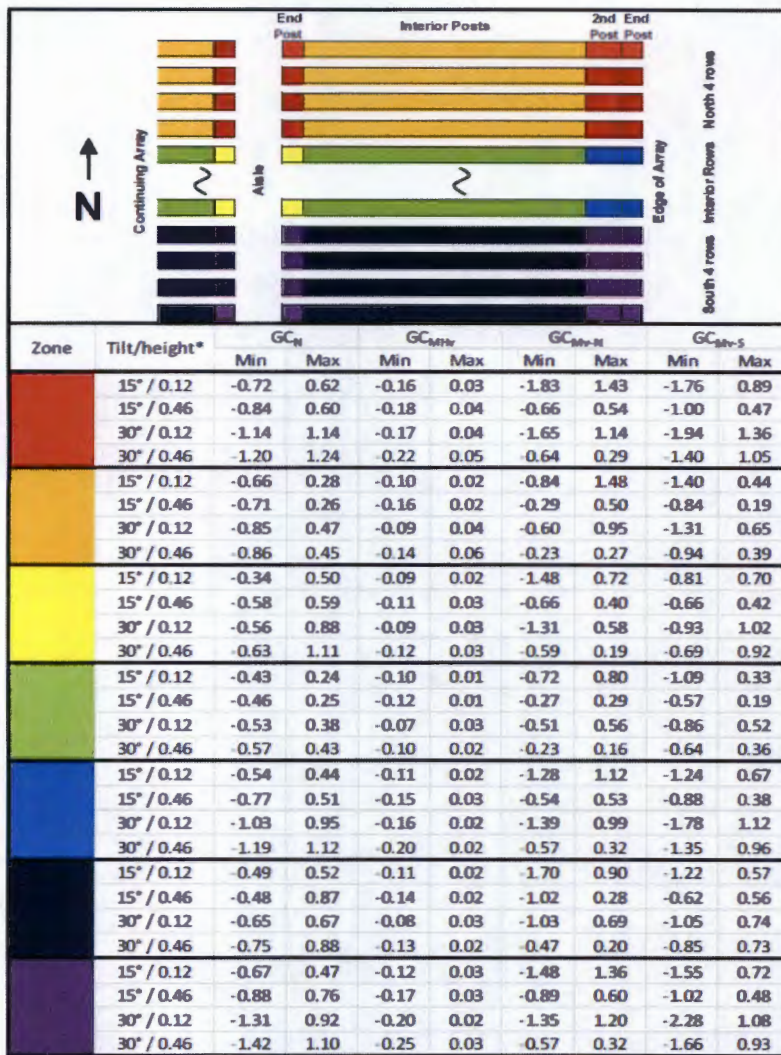 End Post
Interior Posts
2nd Post
End Post
North 4 rows
Interior Rows
South 4 rows
Continuing Array
Aisle
Edge of Array
N
Zone Tilt/height* GC_N GC_MHr GC_Mv-N GC_Mv-S
Min Max Min Max Min Max Min Max
15° / 0.12 -0.72 0.62 -0.16 0.03 -1.83 1.43 -1.76 0.89
15° / 0.46 -0.84 0.60 -0.18 0.04 -0.66 0.54 -1.00 0.47
30° / 0.12 -1.14 1.14 -0.17 0.04 -1.65 1.14 -1.94 1.36
30° / 0.46 -1.20 1.24 -0.22 0.05 -0.64 0.29 -1.40 1.05
15° / 0.12 -0.66 0.28 -0.10 0.02 -0.84 1.48 -1.40 0.44
15° / 0.46 -0.71 0.26 -0.16 0.02 -0.29 0.50 -0.84 0.19
30° / 0.12 -0.85 0.47 -0.09 0.04 -0.60 0.95 -1.31 0.65
30° / 0.46 -0.86 0.45 -0.14 0.06 -0.23 0.27 -0.94 0.39
15° / 0.12 -0.34 0.50 -0.09 0.02 -1.48 0.72 -0.81 0.70
15° / 0.46 -0.58 0.59 -0.11 0.03 -0.66 0.40 -0.66 0.42
30° / 0.12 -0.56 0.88 -0.09 0.03 -1.31 0.58 -0.93 1.02
30° / 0.46 -0.63 1.11 -0.12 0.03 -0.59 0.19 -0.69 0.92
15° / 0.12 -0.43 0.24 -0.10 0.01 -0.72 0.80 -1.09 0.33
15° / 0.46 -0.46 0.25 -0.12 0.01 -0.27 0.29 -0.57 0.19
30° / 0.12 -0.53 0.38 -0.07 0.03 -0.51 0.56 -0.86 0.52
30° / 0.46 -0.57 0.43 -0.10 0.02 -0.23 0.16 -0.64 0.36
15° / 0.12 -0.54 0.44 -0.11 0.02 -1.28 1.12 -1.24 0.67
15° / 0.46 -0.77 0.51 -0.15 0.03 -0.54 0.53 -0.88 0.38
30° / 0.12 -1.03 0.95 -0.16 0.02 -1.39 0.99 -1.78 1.12
30° / 0.46 -1.19 1.12 -0.20 0.02 -0.57 0.32 -1.35 0.96
15° / 0.12 -0.49 0.52 -0.11 0.02 -1.70 0.90 -1.22 0.57
15° / 0.46 -0.48 0.87 -0.14 0.02 -1.02 0.28 -0.62 0.56
30° / 0.12 -0.65 0.67 -0.08 0.03 -1.03 0.69 -1.05 0.74
30° / 0.46 -0.75 0.88 -0.13 0.02 -0.47 0.20 -0.85 0.73
15° / 0.12 -0.67 0.47 -0.12 0.03 -1.48 1.36 -1.55 0.72
15° / 0.46 -0.88 0.76 -0.17 0.03 -0.89 0.60 -1.02 0.48
30° / 0.12 -1.31 0.92 -0.20 0.02 -1.35 1.20 -2.28 1.08
30° / 0.46 -1.42 1.10 -0.25 0.03 -0.57 0.32 -1.66 0.93